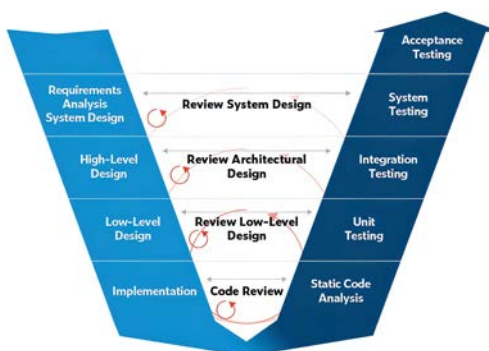 Acceptance
Testing
Requirements
Analysis
System Design
Review System Design
System
Testing
High-Level
Design
Review Architectural
Design
Integration
Testing
Low-Level
Design
Review Low-Level
Design
Unit
Testing
Implementation
Code Review
Static Code
Analysis